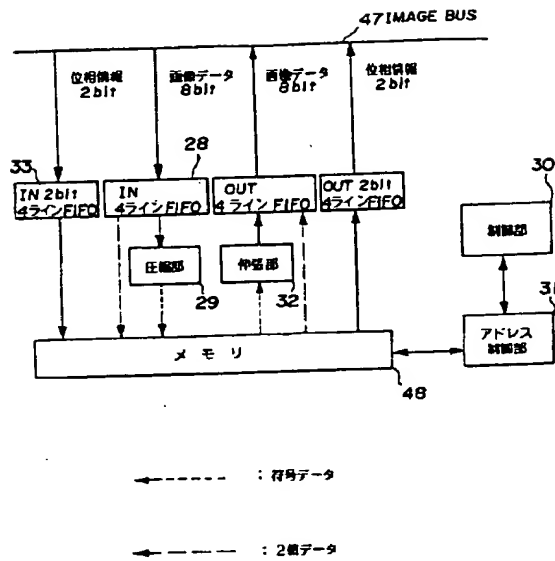 47 IMAGE BUS
位相情報
2bit
画像データ
8bit
画像データ
8bit
位相情報
2bit
33
28
IN 2bit
4ラインFIFO
IN
4ラインFIFO
OUT
4ラインFIFO
OUT 2bit
4ラインFIFO
30
制御部
圧縮部
伸張部
29
32
31
アドレス
制御部
メモリ
48
:符号データ
:2値データ